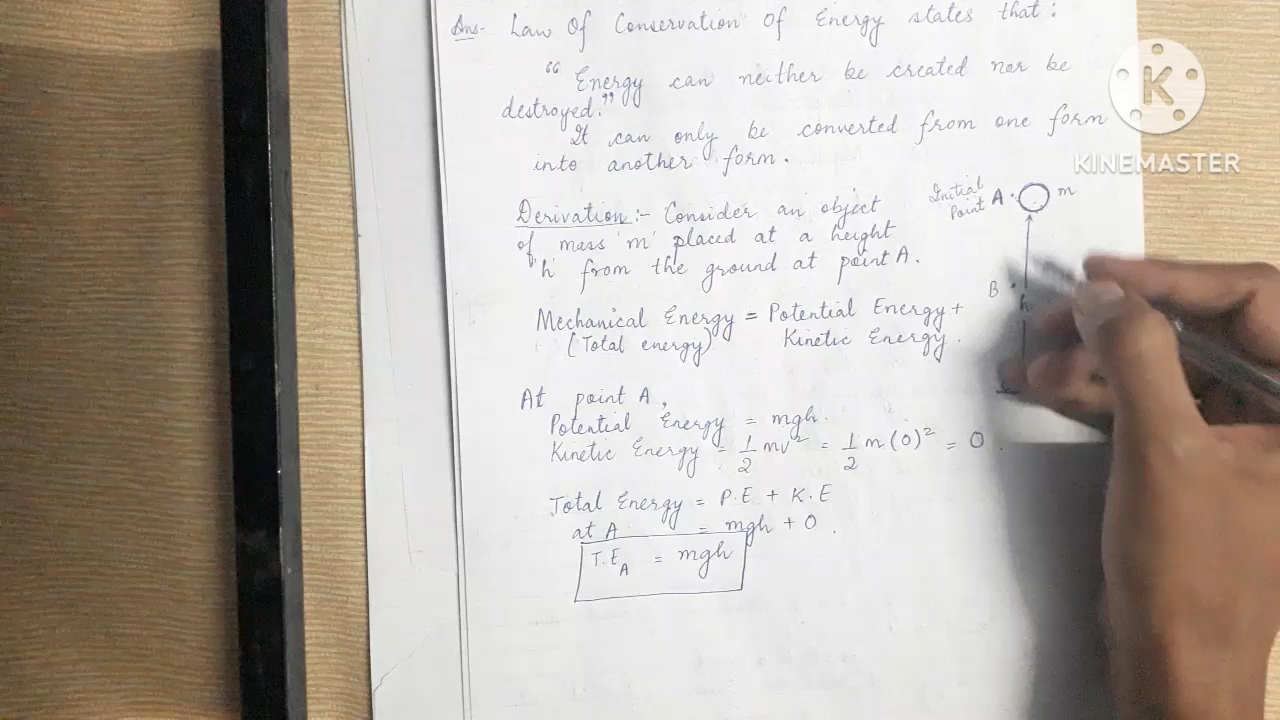 Ans- Law Of Conservation Of Energy states that :
“ Energy can neither be created nor be
destroyed.”
It can only be converted from one form
into another form.
K
KINEMASTER
Initial
Point A . m
Derivation :- Consider an object
of mass 'm' placed at a height
'h' from the ground at point A.
B .
h
Mechanical Energy = Potential Energy +
(Total energy) Kinetic Energy .
At point A ,
Potential Energy = mgh.
Kinetic Energy = 1/2 mv² = 1/2 m (0)² = 0 .
Total Energy = P.E + K.E
at A = mgh + 0 .
T.E_A = mgh